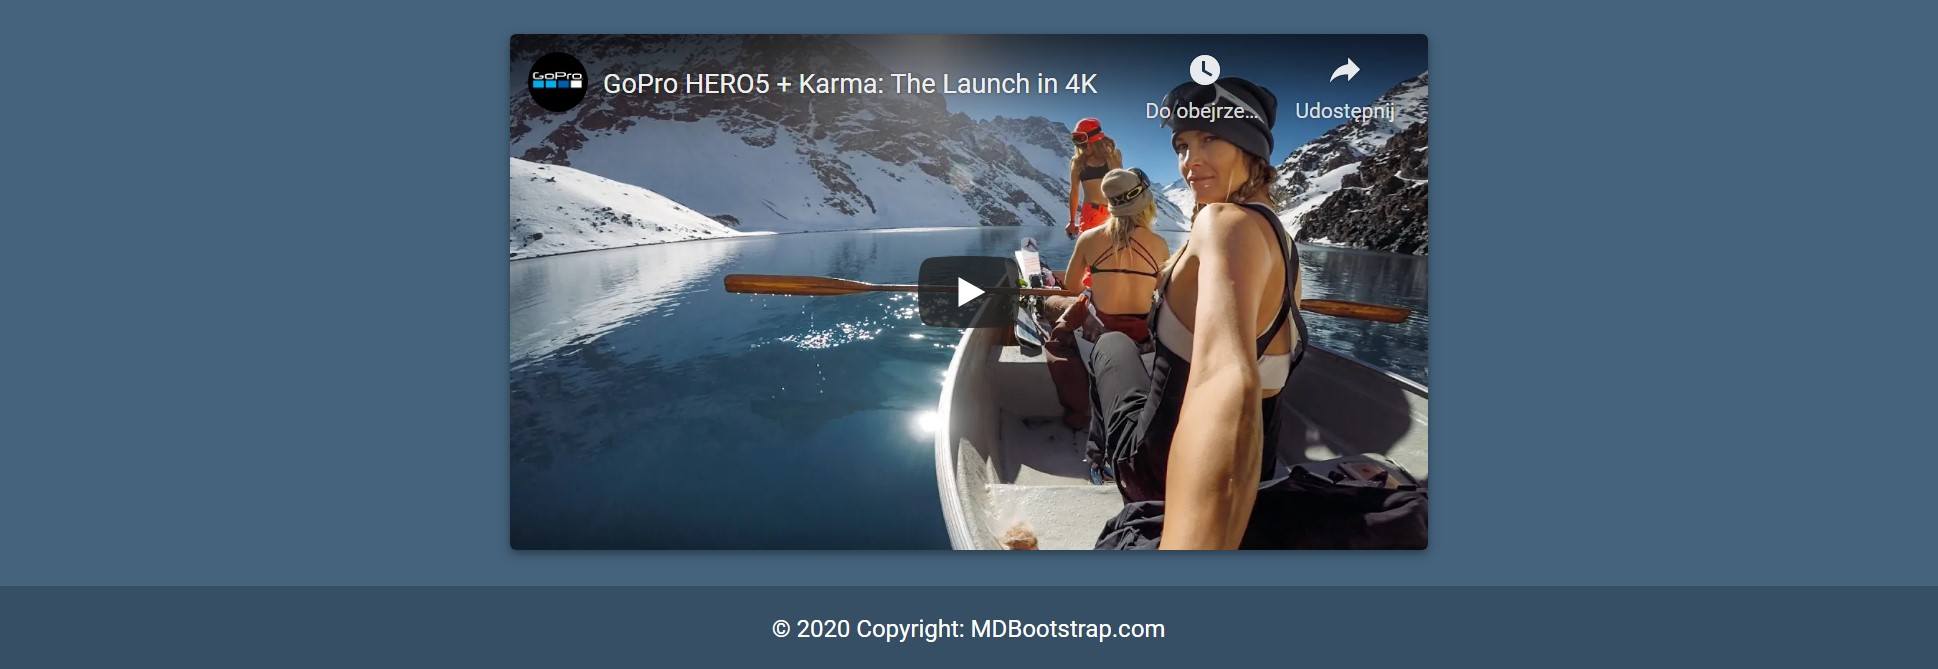 GoPro
GoPro HERO5 + Karma: The Launch in 4K
Do obejrze...
Udostępnij
© 2020 Copyright: MDBootstrap.com